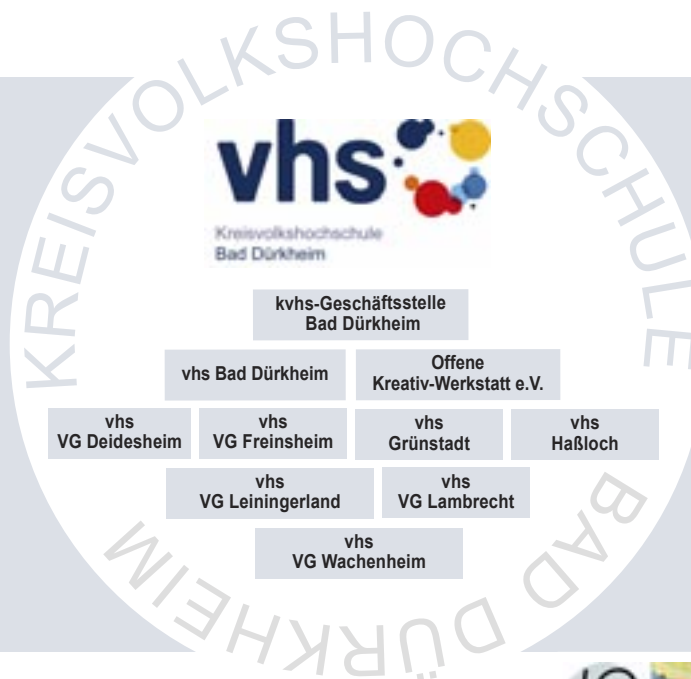 KREISVOLKSHOCHSCHULE
vhs
Kreisvolkshochschule
Bad Dürkheim
kvhs-Geschäftsstelle
Bad Dürkheim
vhs Bad Dürkheim
Offene
Kreativ-Werkstatt e.V.
vhs
VG Deidesheim
vhs
VG Freinsheim
vhs
Grünstadt
vhs
Haßloch
vhs
VG Leiningerland
vhs
VG Lambrecht
vhs
VG Wachenheim
BAD DÜRKHEIM